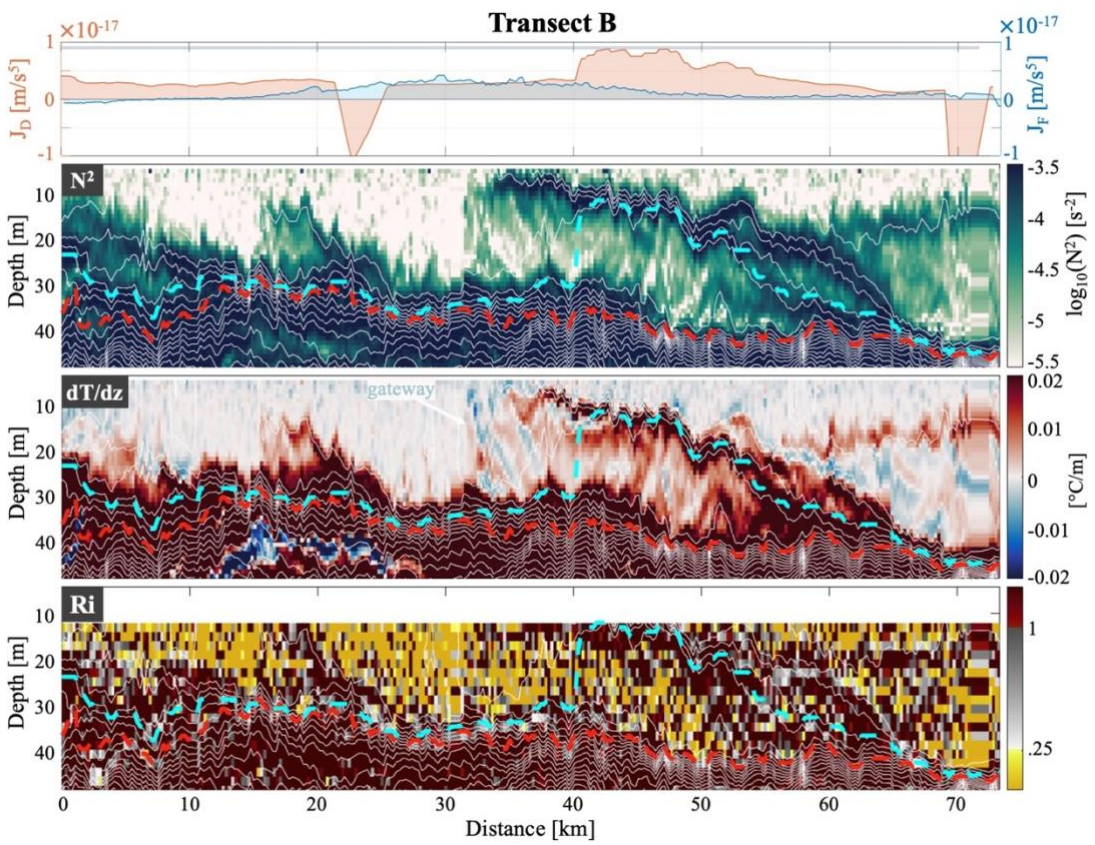 Transect B
×10⁻¹⁷ ×10⁻¹⁷
1 1
J_D [m/s⁵] 0 0 J_F [m/s⁵]
-1 -1
N² -3.5
10
-4
20
Depth [m] -4.5 log₁₀(N²) [s⁻²]
30
-5
40
-5.5
dT/dz gateway 0.02
10
0.01
20
Depth [m] 0 [°C/m]
30
-0.01
40
-0.02
Ri
10 1
20
Depth [m]
30
.25
40
0 10 20 30 40 50 60 70
Distance [km]